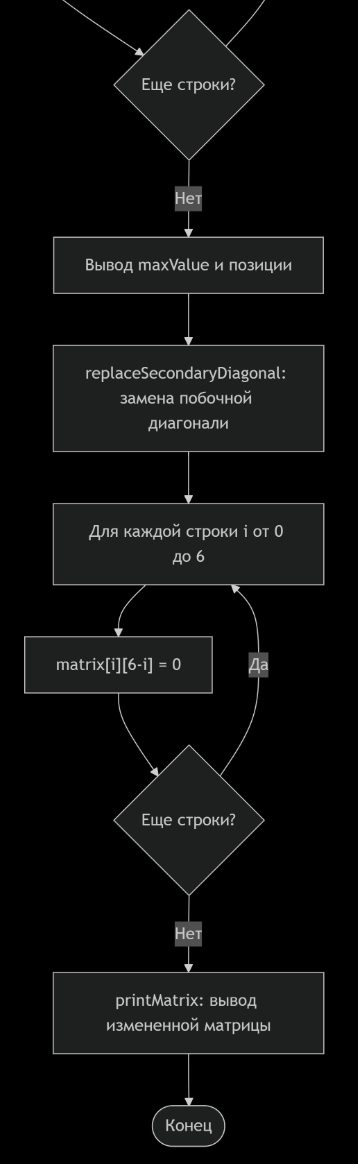 Еще строки?
Нет
Вывод maxValue и позиции
replaceSecondaryDiagonal:
замена побочной
диагонали
Для каждой строки i от 0
до 6
matrix[i][6-i] = 0
Да
Еще строки?
Нет
printMatrix: вывод
измененной матрицы
Конец